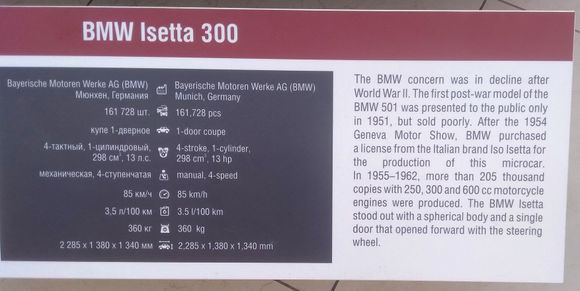 BMW Isetta 300
Bayerische Motoren Werke AG (BMW)
Мюнхен, Германия
Bayerische Motoren Werke AG (BMW)
Munich, Germany
161 728 шт.
161,728 pcs
купе 1-дверное
1-door coupe
4-тактный, 1-цилиндровый,
298 см³, 13 л.с.
4-stroke, 1-cylinder,
298 cm³, 13 hp
механическая, 4-ступенчатая
manual, 4-speed
85 км/ч
85 km/h
3,5 л/100 км
3.5 l/100 km
360 кг
360 kg
2 285 x 1 380 x 1 340 мм
2,285 x 1,380 x 1,340 mm
The BMW concern was in decline after
World War II. The first post-war model of the
BMW 501 was presented to the public only
in 1951, but sold poorly. After the 1954
Geneva Motor Show, BMW purchased
a license from the Italian brand Iso Isetta for
the production of this microcar.
In 1955–1962, more than 205 thousand
copies with 250, 300 and 600 cc motorcycle
engines were produced. The BMW Isetta
stood out with a spherical body and a single
door that opened forward with the steering
wheel.